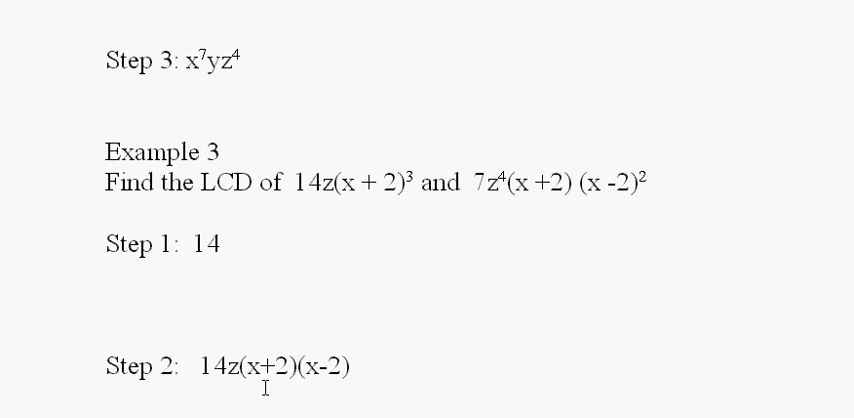 Step 3: x⁷yz⁴
Example 3
Find the LCD of 14z(x + 2)³ and 7z⁴(x +2) (x -2)²
Step 1: 14
Step 2: 14z(x+2)(x-2)